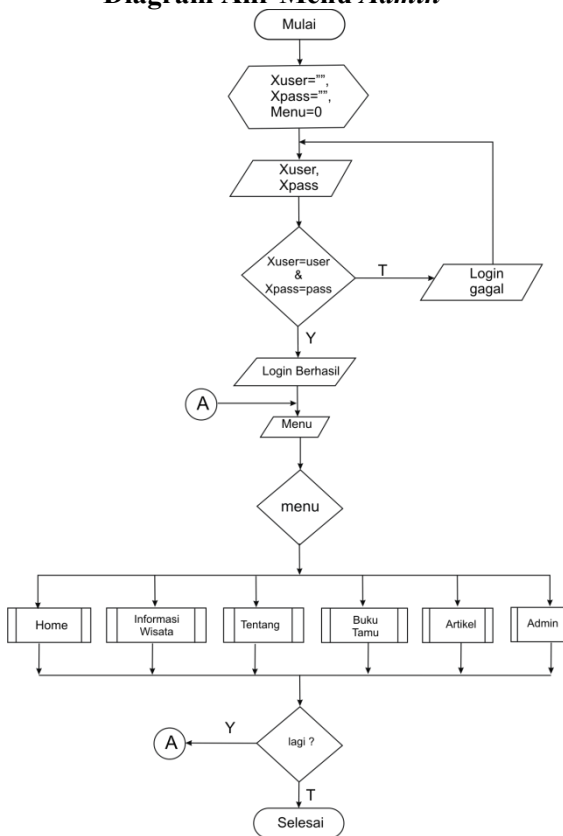 Diagram Alir Menu Admin
Mulai
Xuser="",
Xpass="",
Menu=0
Xuser,
Xpass
Xuser=user
&
Xpass=pass
T
Login
gagal
Y
Login Berhasil
A
Menu
menu
Home
Informasi
Wisata
Tentang
Buku
Tamu
Artikel
Admin
lagi ?
Y
A
T
Selesai